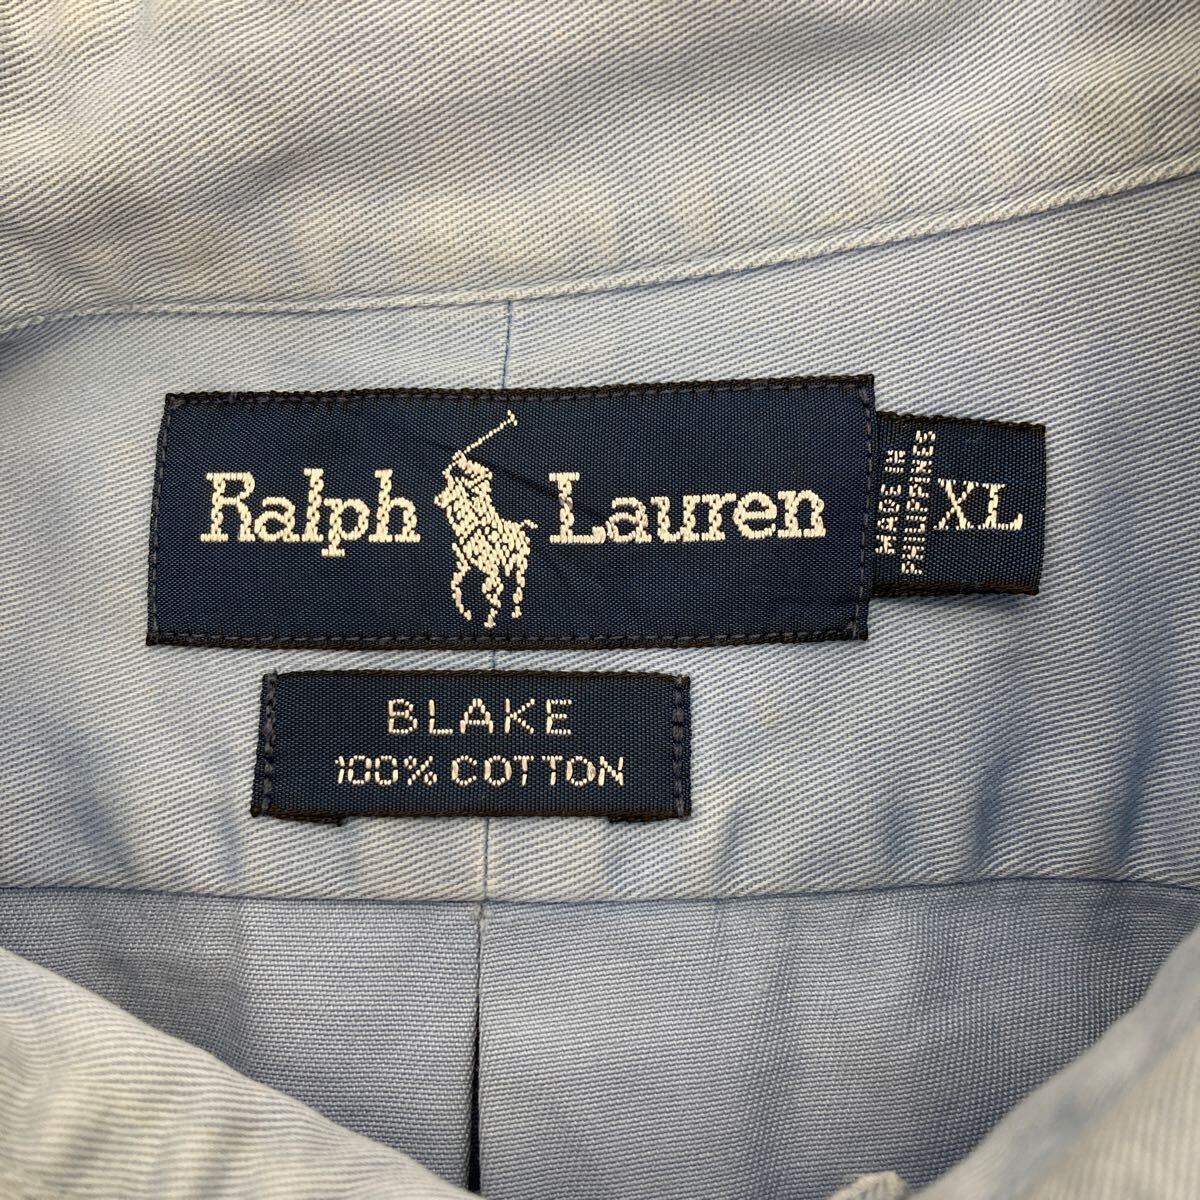 Ralph Lauren
MADE IN
PHILIPPINES
XL
BLAKE
100% COTTON